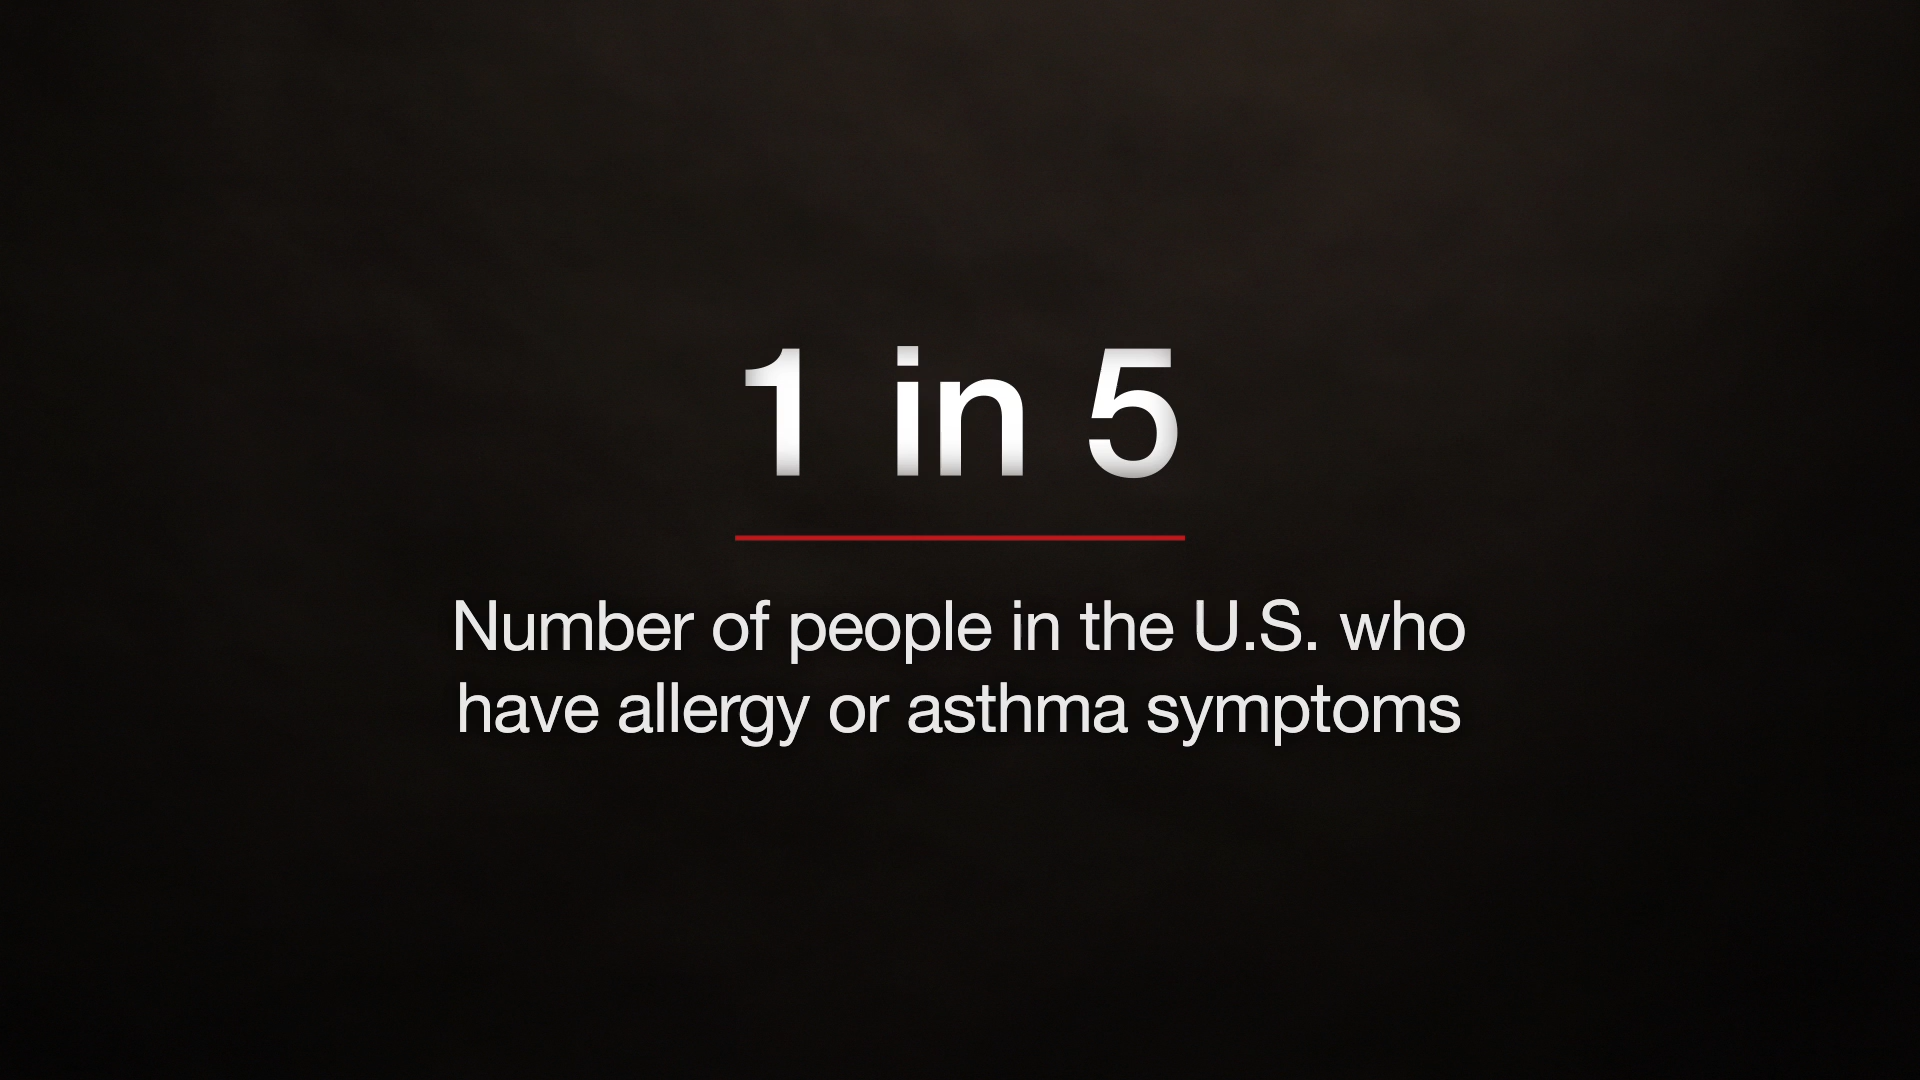 1 in 5
Number of people in the U.S. who
have allergy or asthma symptoms